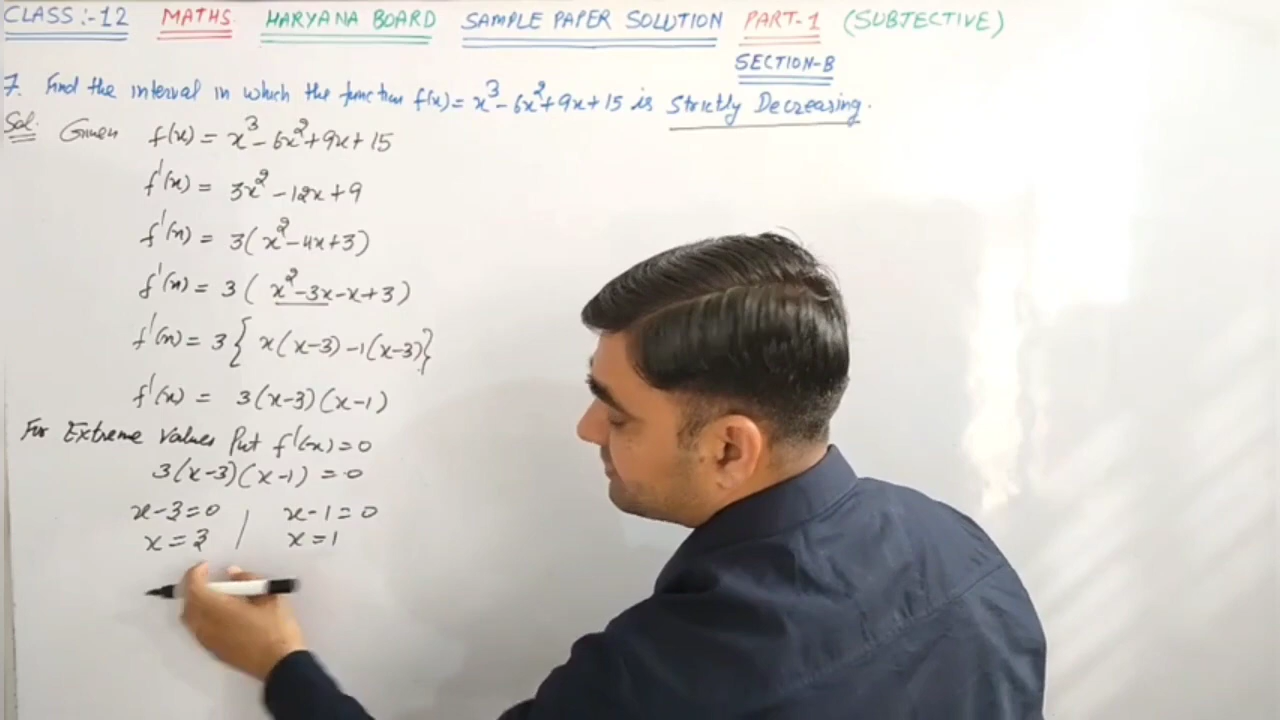 CLASS:-12 MATHS HARYANA BOARD SAMPLE PAPER SOLUTION PART-1 (SUBJECTIVE)
SECTION-B
7. Find the interval in which the function f(x) = x³ - 6x² + 9x + 15 is Strictly Decreasing.
Sol. Given f(x) = x³ - 6x² + 9x + 15
f'(x) = 3x² - 12x + 9
f'(x) = 3(x² - 4x + 3)
f'(x) = 3(x² - 3x - x + 3)
f'(x) = 3{x(x-3) - 1(x-3)}
f'(x) = 3(x-3)(x-1)
For Extreme Values Put f'(x) = 0
3(x-3)(x-1) = 0
x-3=0 / x-1=0
x=3 / x=1